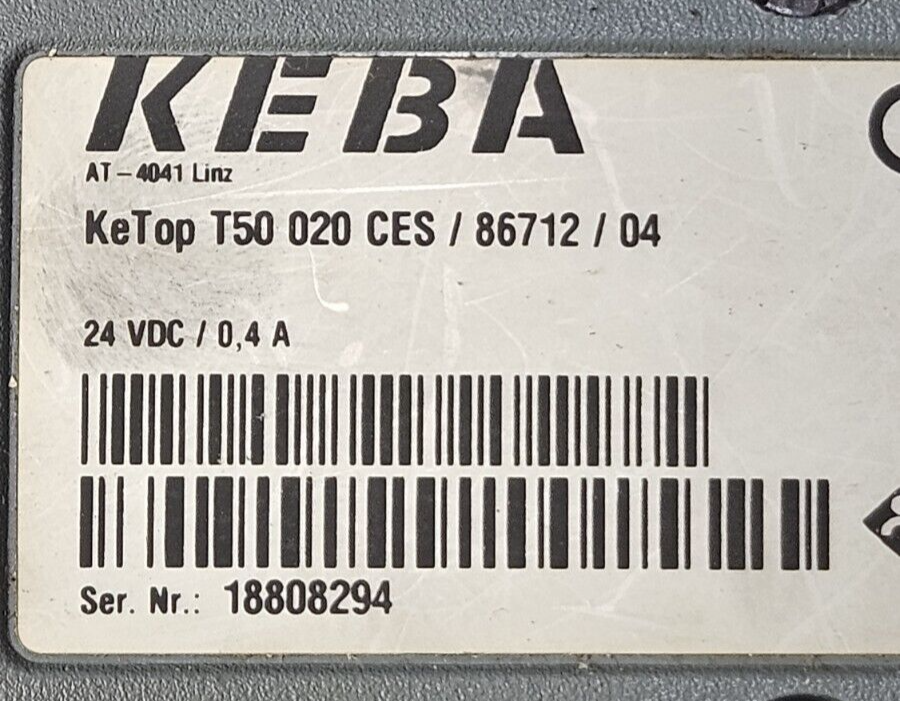 KEBA
AT – 4041 Linz
KeTop T50 020 CES / 86712 / 04
24 VDC / 0,4 A
Ser. Nr.: 18808294